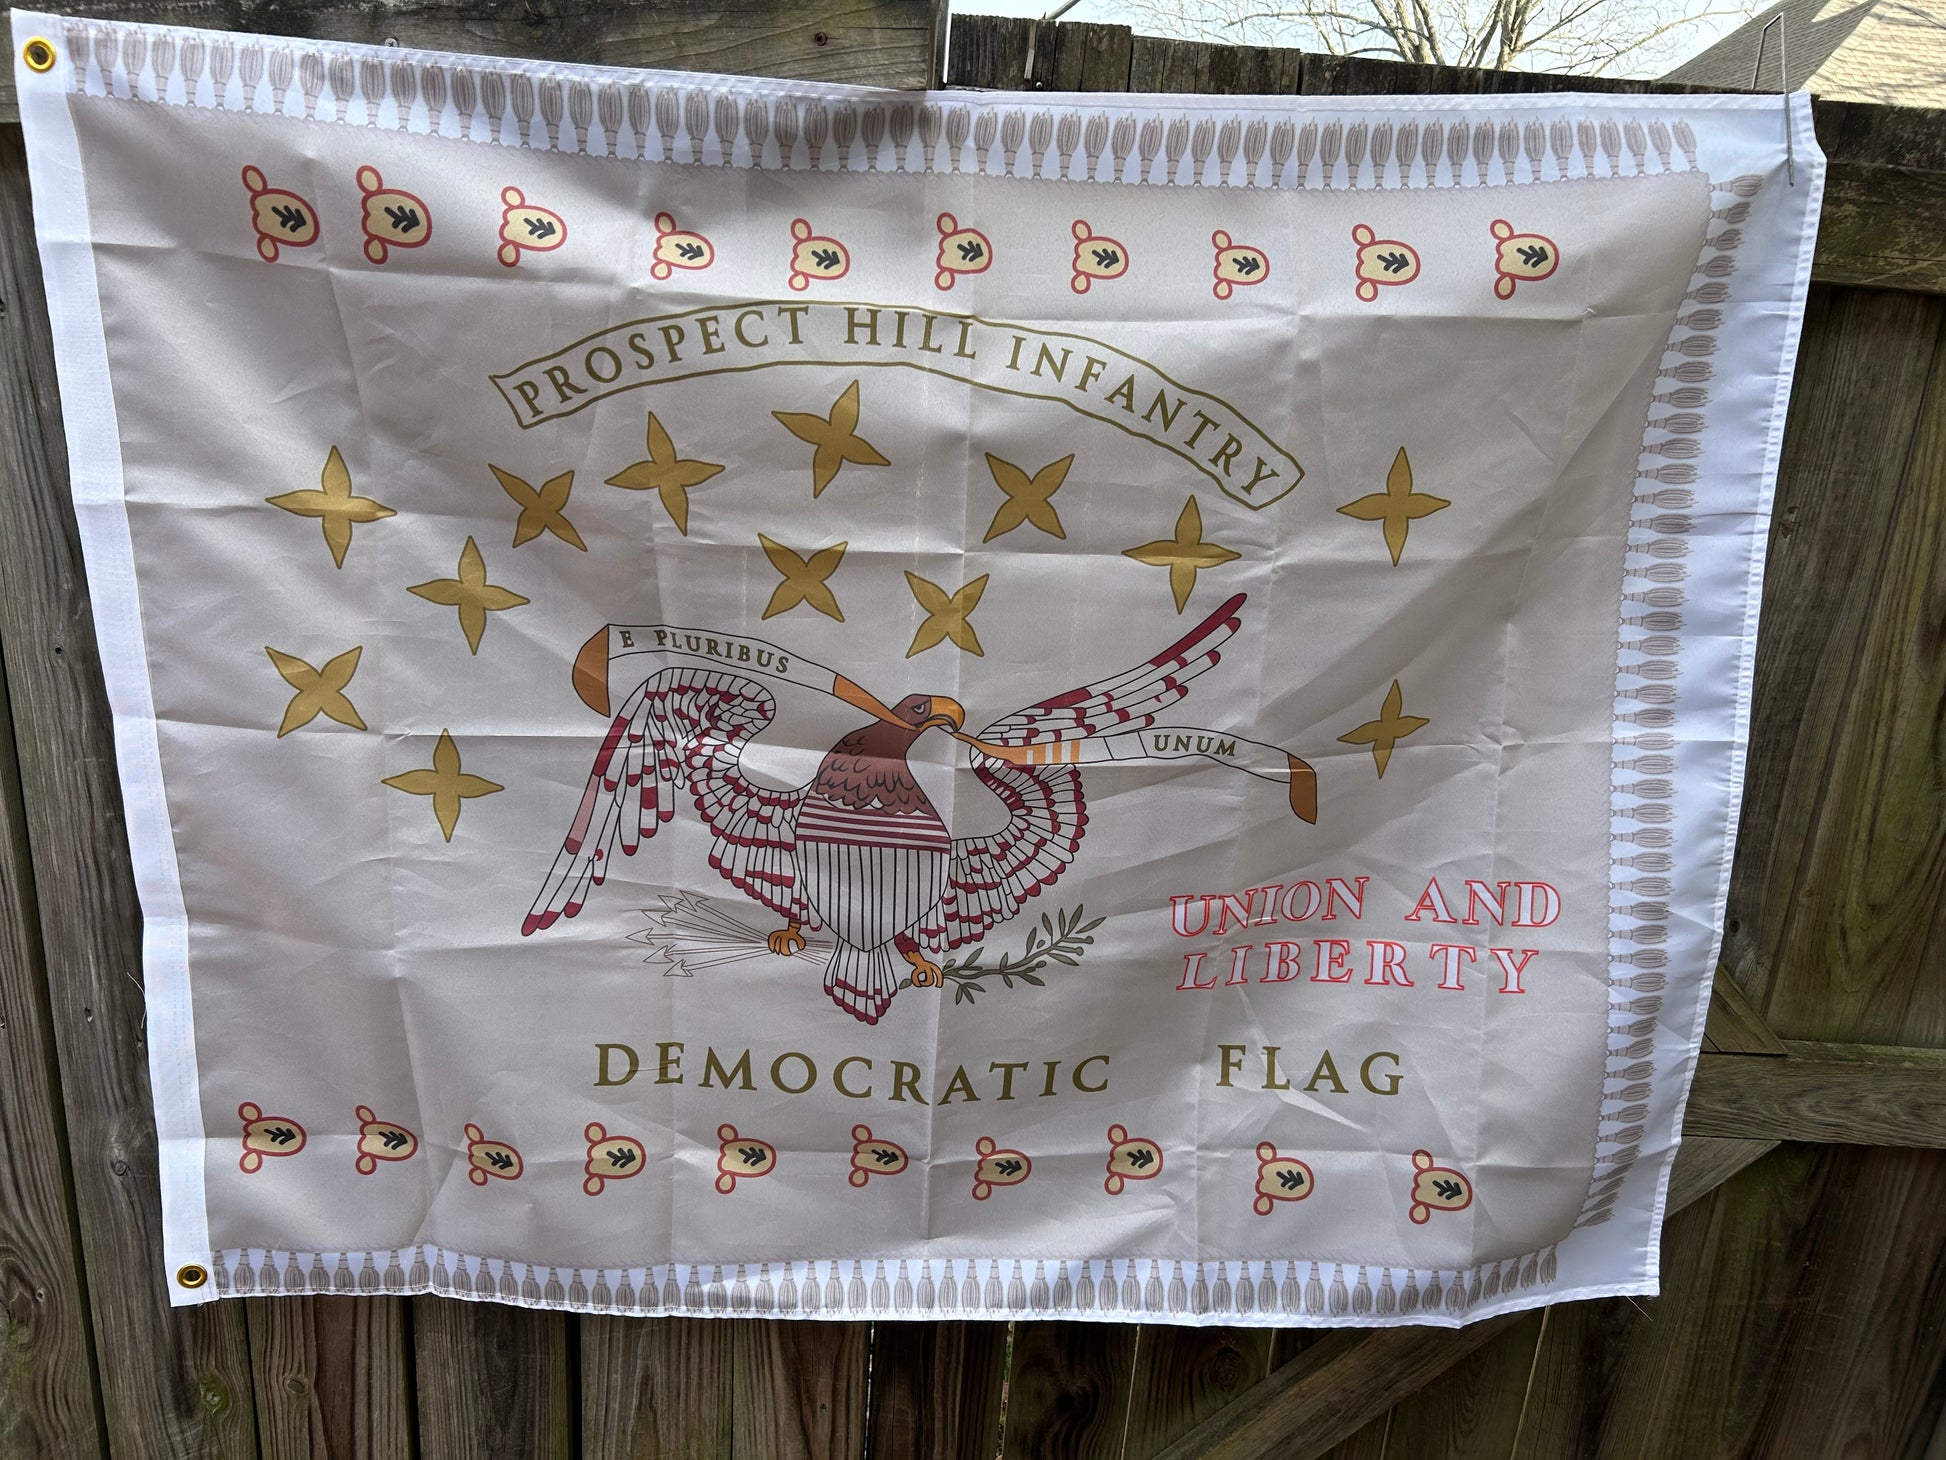 PROSPECT HILL INFANTRY
E PLURIBUS UNUM
UNION AND
LIBERTY
DEMOCRATIC FLAG